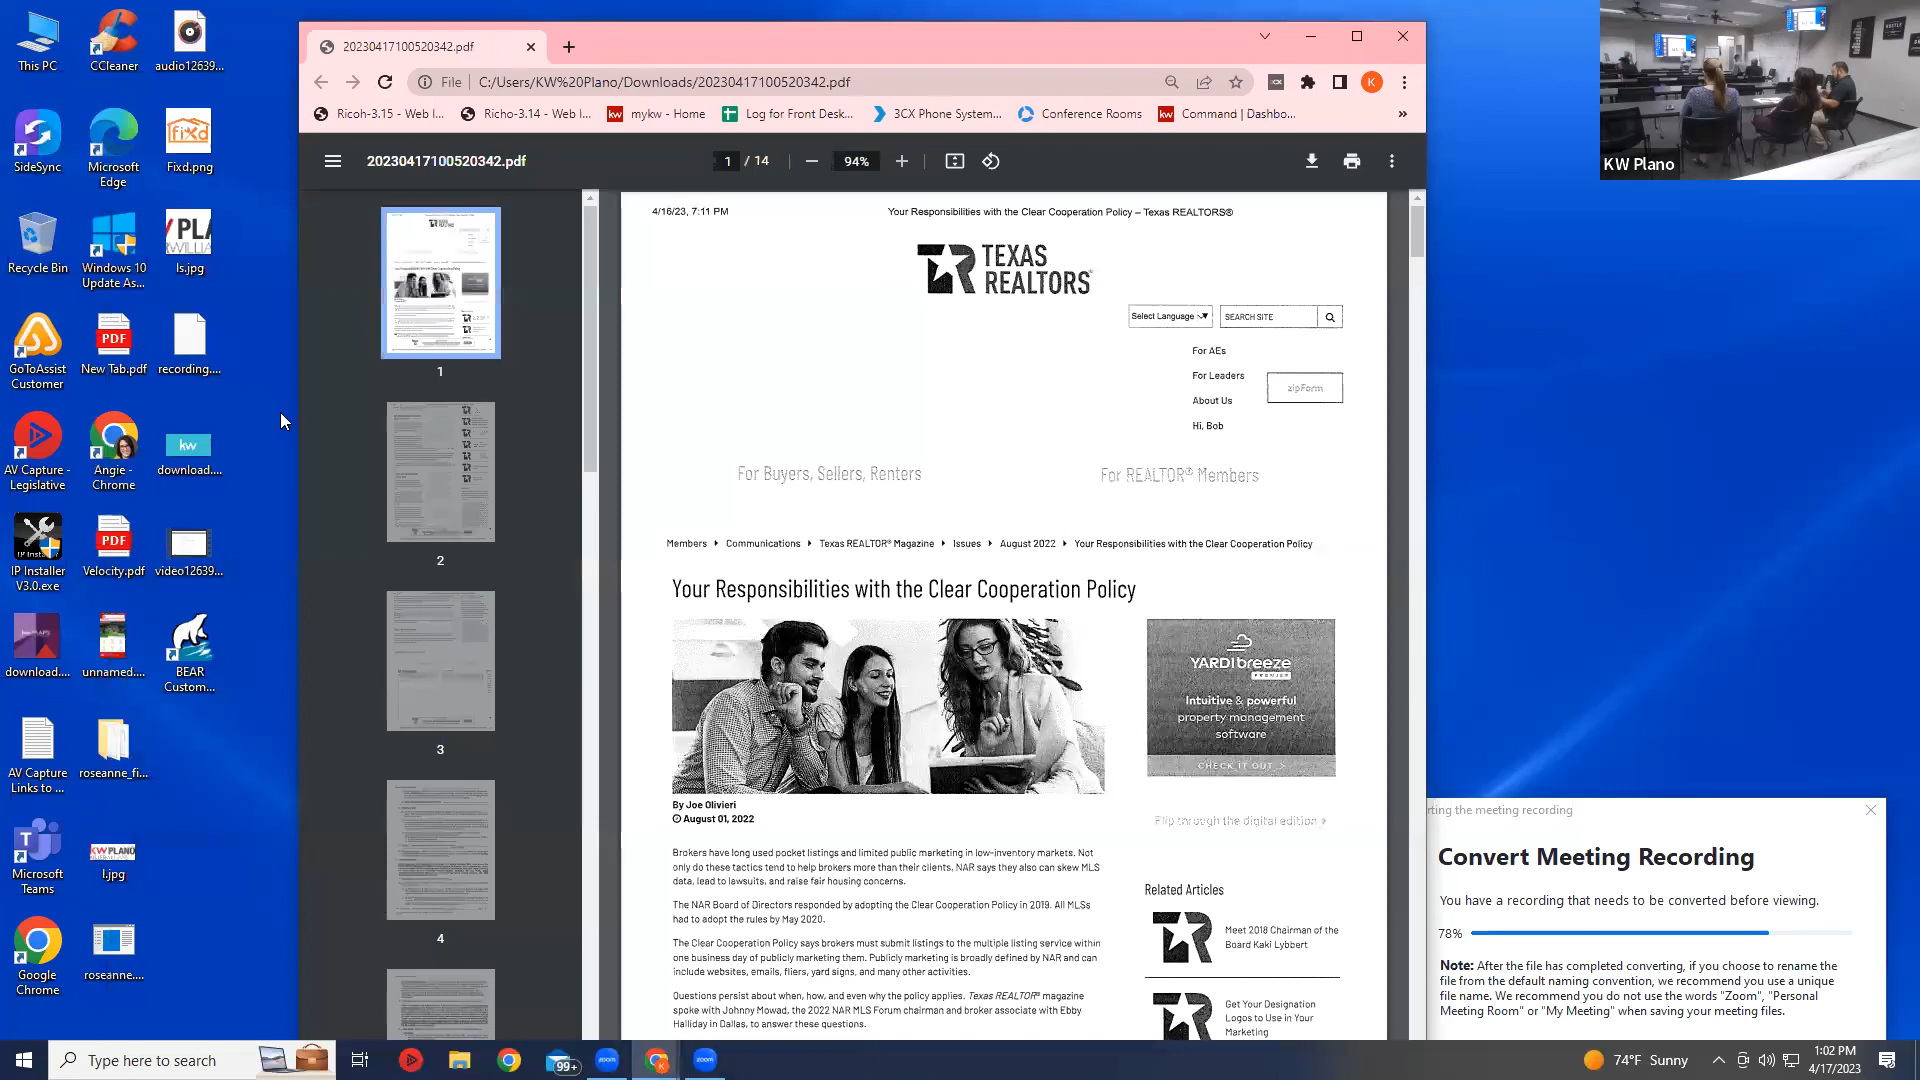 This PC
CCleaner
audio12639...
SideSync
Microsoft
Edge
Fixd.png
Recycle Bin
Windows 10
Update As...
ls.jpg
GoToAssist
Customer
New Tab.pdf
recording....
AV Capture -
Legislative
Angie -
Chrome
download....
IP Installer
V3.0.exe
Velocity.pdf
video12639...
download....
unnamed....
BEAR
Custom...
AV Capture
Links to ...
roseanne_fi...
Microsoft
Teams
l.jpg
Google
Chrome
roseanne....
20230417100520342.pdf
File
C:/Users/KW%20Plano/Downloads/20230417100520342.pdf
Ricoh-3.15 - Web I...
Richo-3.14 - Web I...
mykw - Home
Log for Front Desk...
3CX Phone System...
Conference Rooms
Command | Dashbo...
20230417100520342.pdf
1 / 14
94%
1
2
3
4
4/16/23, 7:11 PM
Your Responsibilities with the Clear Cooperation Policy – Texas REALTORS®
TEXAS
REALTORS®
Select Language
SEARCH SITE
For AEs
For Leaders
zipForm
About Us
Hi, Bob
For Buyers, Sellers, Renters
For REALTOR® Members
Members
Communications
Texas REALTOR® Magazine
Issues
August 2022
Your Responsibilities with the Clear Cooperation Policy
Your Responsibilities with the Clear Cooperation Policy
YARDI breeze
PREMIER
Intuitive & powerful
property management
software
CHECK IT OUT >
By Joe Olivieri
August 01, 2022
Flip through the digital edition
Brokers have long used pocket listings and limited public marketing in low-inventory markets. Not
only do these tactics tend to help brokers more than their clients, NAR says they also can skew MLS
data, lead to lawsuits, and raise fair housing concerns.
The NAR Board of Directors responded by adopting the Clear Cooperation Policy in 2019. All MLSs
had to adopt the rules by May 2020.
The Clear Cooperation Policy says brokers must submit listings to the multiple listing service within
one business day of publicly marketing them. Publicly marketing is broadly defined by NAR and can
include websites, emails, fliers, yard signs, and many other activities.
Questions persist about when, how, and even why the policy applies. Texas REALTOR® magazine
spoke with Johnny Mowad, the 2022 NAR MLS Forum chairman and broker associate with Ebby
Halliday in Dallas, to answer these questions.
Related Articles
Meet 2018 Chairman of the
Board Kaki Lybbert
Get Your Designation
Logos to Use in Your
Marketing
KW Plano
rting the meeting recording
Convert Meeting Recording
You have a recording that needs to be converted before viewing.
78%
Note: After the file has completed converting, if you choose to rename the
file from the default naming convention, we recommend you use a unique
file name. We recommend you do not use the words "Zoom", "Personal
Meeting Room" or "My Meeting" when saving your meeting files.
Type here to search
99+
zoom
zoom
74°F Sunny
1:02 PM
4/17/2023